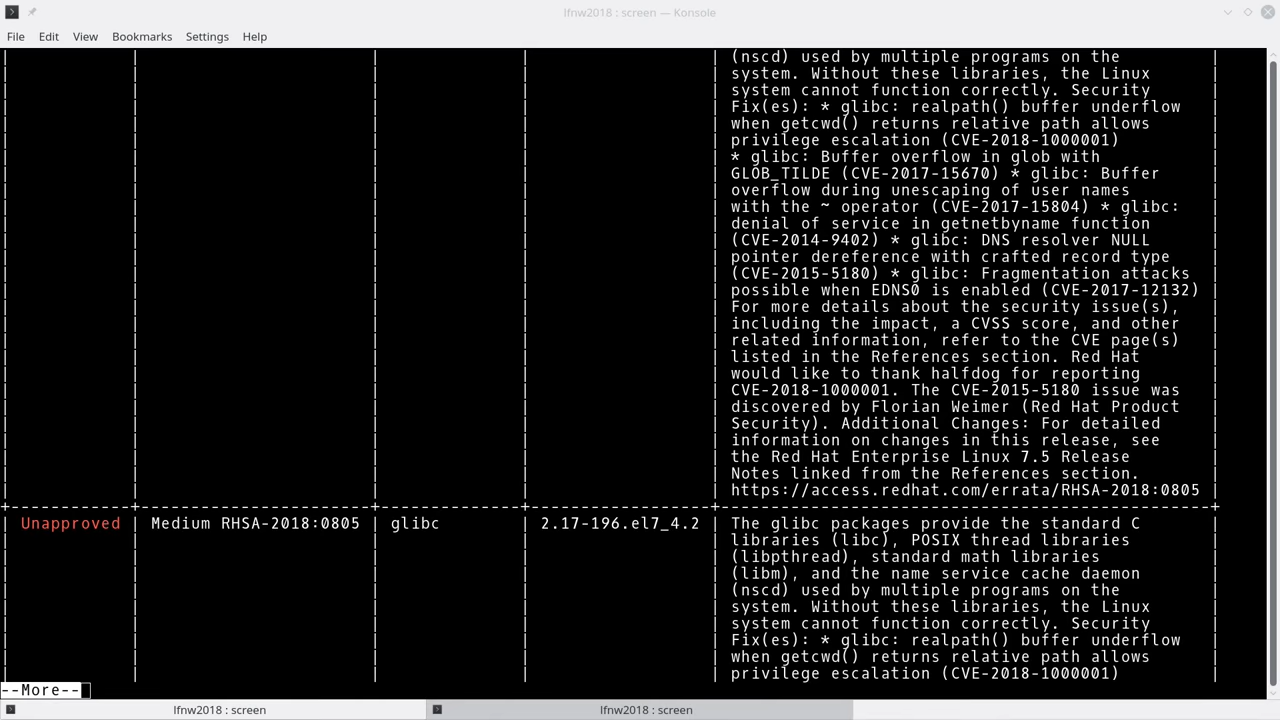 lfnw2018 : screen — Konsole
File Edit View Bookmarks Settings Help
(nscd) used by multiple programs on the
system. Without these libraries, the Linux
system cannot function correctly. Security
Fix(es): * glibc: realpath() buffer underflow
when getcwd() returns relative path allows
privilege escalation (CVE-2018-1000001)
* glibc: Buffer overflow in glob with
GLOB_TILDE (CVE-2017-15670) * glibc: Buffer
overflow during unescaping of user names
with the ~ operator (CVE-2017-15804) * glibc:
denial of service in getnetbyname function
(CVE-2014-9402) * glibc: DNS resolver NULL
pointer dereference with crafted record type
(CVE-2015-5180) * glibc: Fragmentation attacks
possible when EDNS0 is enabled (CVE-2017-12132)
For more details about the security issue(s),
including the impact, a CVSS score, and other
related information, refer to the CVE page(s)
listed in the References section. Red Hat
would like to thank halfdog for reporting
CVE-2018-1000001. The CVE-2015-5180 issue was
discovered by Florian Weimer (Red Hat Product
Security). Additional Changes: For detailed
information on changes in this release, see
the Red Hat Enterprise Linux 7.5 Release
Notes linked from the References section.
https://access.redhat.com/errata/RHSA-2018:0805
Unapproved | Medium RHSA-2018:0805 | glibc | 2.17-196.el7_4.2 | The glibc packages provide the standard C
libraries (libc), POSIX thread libraries
(libpthread), standard math libraries
(libm), and the name service cache daemon
(nscd) used by multiple programs on the
system. Without these libraries, the Linux
system cannot function correctly. Security
Fix(es): * glibc: realpath() buffer underflow
when getcwd() returns relative path allows
privilege escalation (CVE-2018-1000001)
--More--
lfnw2018 : screen lfnw2018 : screen